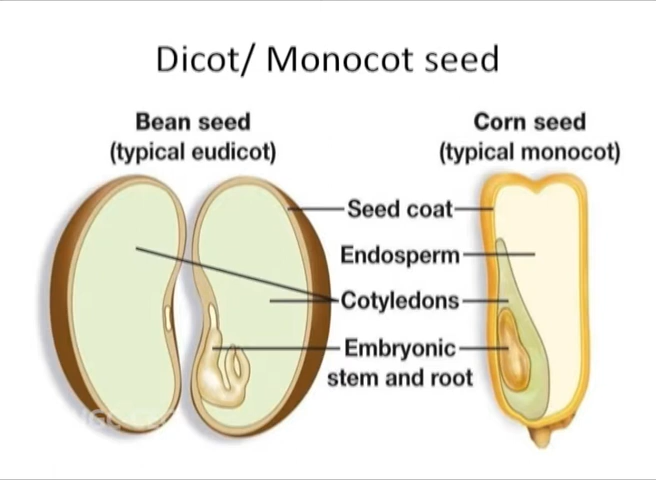 Dicot/ Monocot seed
Bean seed
(typical eudicot)
Corn seed
(typical monocot)
Seed coat
Endosperm
Cotyledons
Embryonic
stem and root